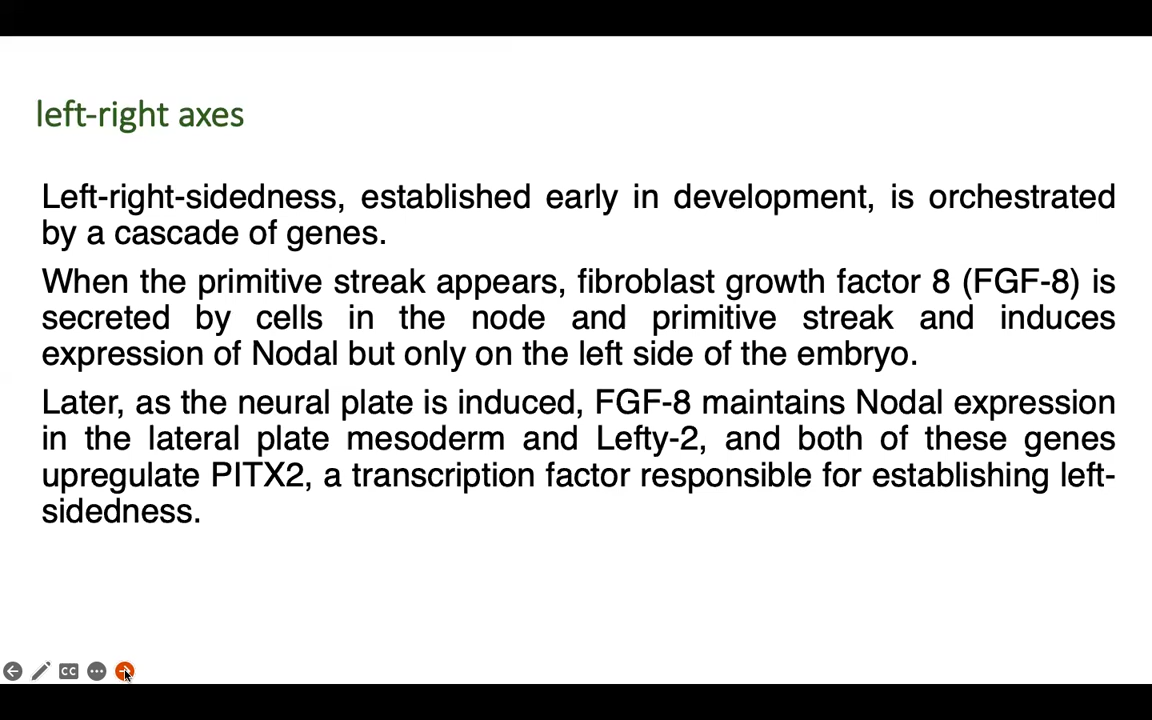 left-right axes
Left-right-sidedness, established early in development, is orchestrated
by a cascade of genes.
When the primitive streak appears, fibroblast growth factor 8 (FGF-8) is
secreted by cells in the node and primitive streak and induces
expression of Nodal but only on the left side of the embryo.
Later, as the neural plate is induced, FGF-8 maintains Nodal expression
in the lateral plate mesoderm and Lefty-2, and both of these genes
upregulate PITX2, a transcription factor responsible for establishing left-
sidedness.
CC